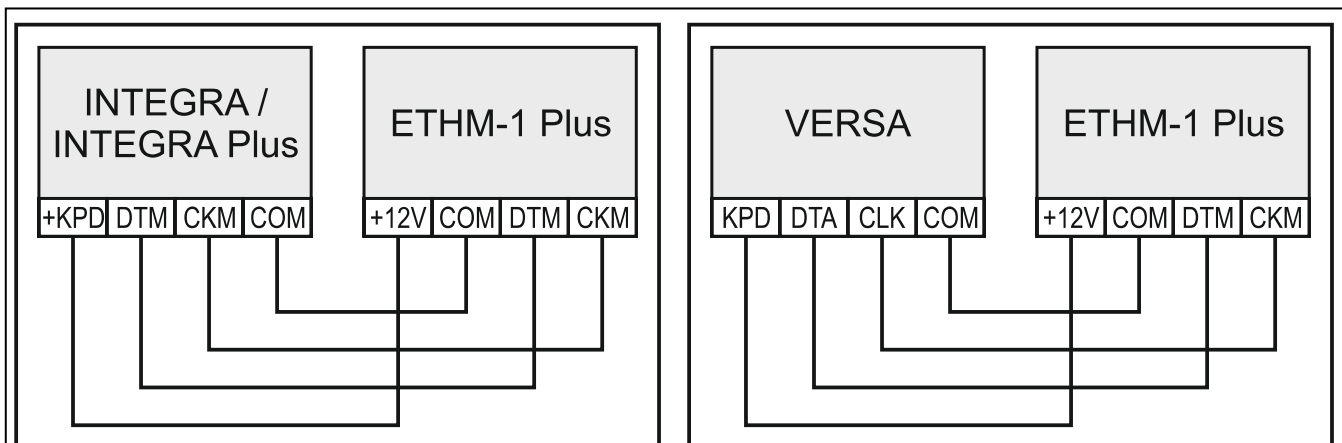 INTEGRA /
INTEGRA Plus
ETHM-1 Plus
+KPD DTM CKM COM
+12V COM DTM CKM
VERSA
ETHM-1 Plus
KPD DTA CLK COM
+12V COM DTM CKM